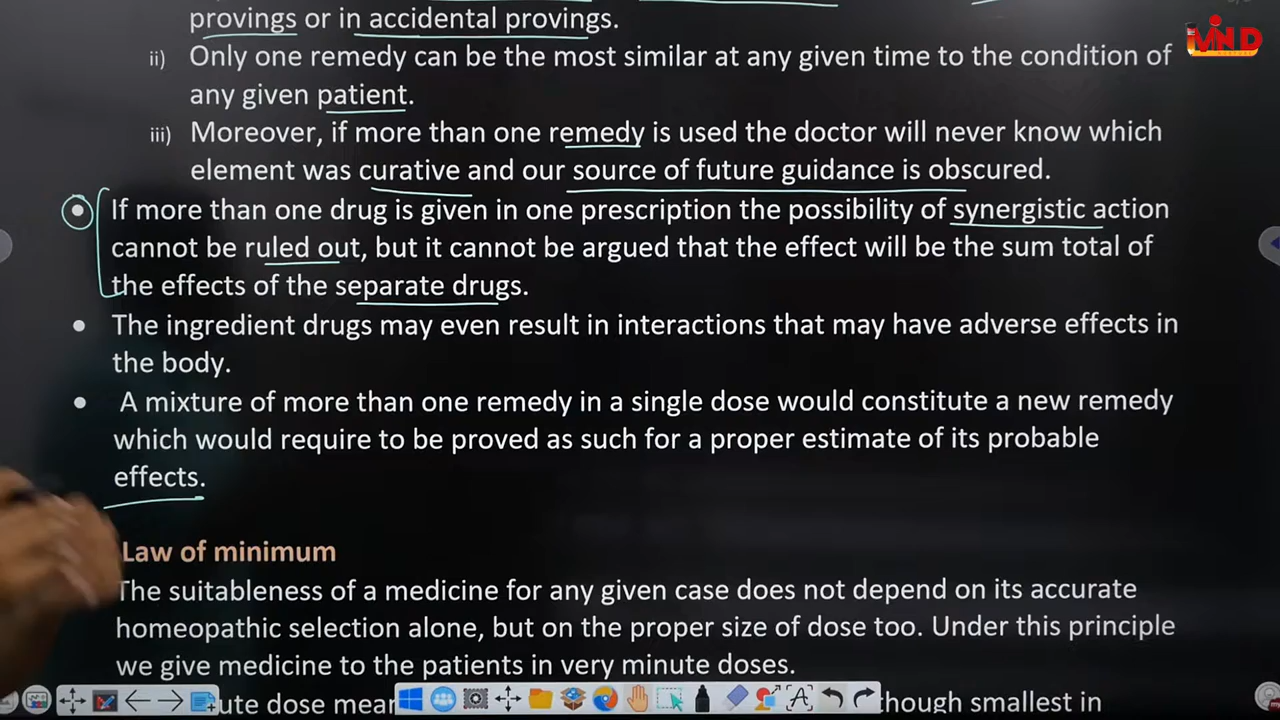 provings or in accidental provings.
ii) Only one remedy can be the most similar at any given time to the condition of
any given patient.
iii) Moreover, if more than one remedy is used the doctor will never know which
element was curative and our source of future guidance is obscured.
• If more than one drug is given in one prescription the possibility of synergistic action
cannot be ruled out, but it cannot be argued that the effect will be the sum total of
the effects of the separate drugs.
• The ingredient drugs may even result in interactions that may have adverse effects in
the body.
• A mixture of more than one remedy in a single dose would constitute a new remedy
which would require to be proved as such for a proper estimate of its probable
effects.
Law of minimum
The suitableness of a medicine for any given case does not depend on its accurate
homeopathic selection alone, but on the proper size of dose too. Under this principle
we give medicine to the patients in very minute doses.
dose smallest in